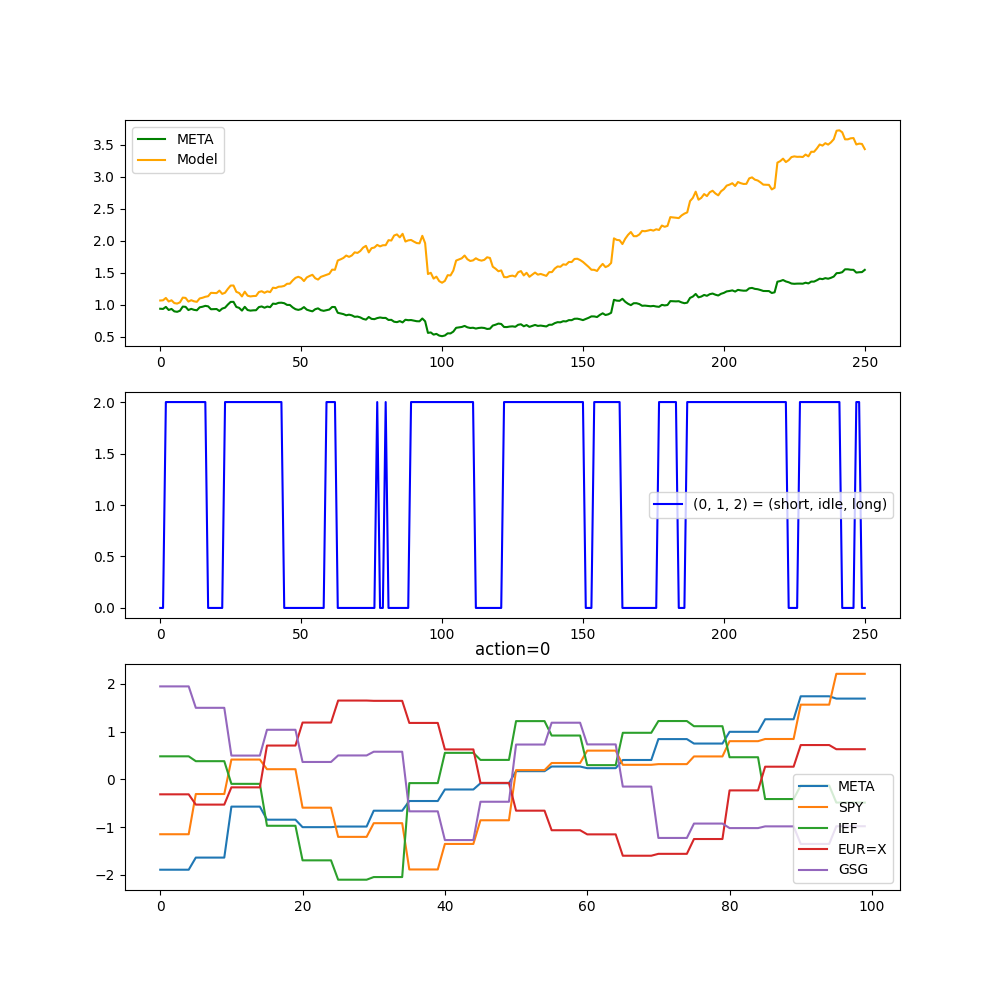 3.5
3.0
2.5
2.0
1.5
1.0
0.5
META
Model
0 50 100 150 200 250
2.0
1.5
1.0
0.5
0.0
(0, 1, 2) = (short, idle, long)
0 50 100 150 200 250
action=0
2
1
0
−1
−2
META
SPY
IEF
EUR=X
GSG
0 20 40 60 80 100